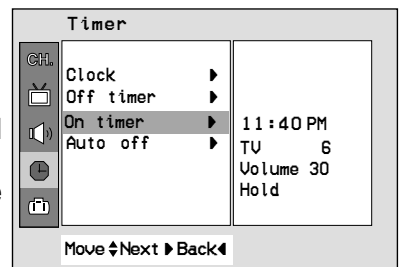 Timer
CH.
Clock
Off timer
On timer
Auto off
11:40 PM
TV 6
Volume 30
Hold
Move Next Back